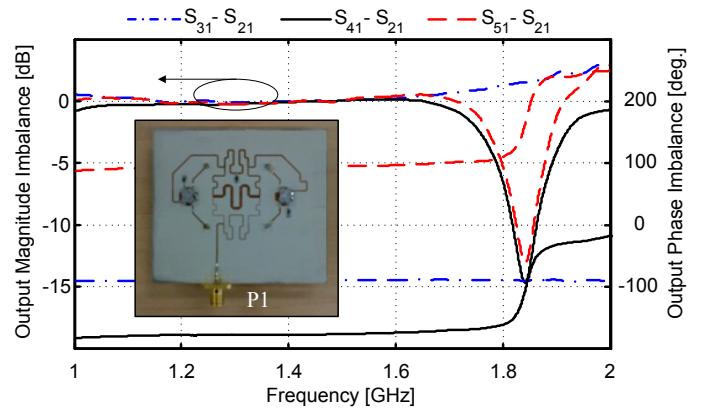 S31- S21 S41- S21 S51- S21
Output Magnitude Imbalance [dB]
0
-5
-10
-15
P1
200
100
0
-100
Output Phase Imbalance [deg.]
1 1.2 1.4 1.6 1.8 2
Frequency [GHz]